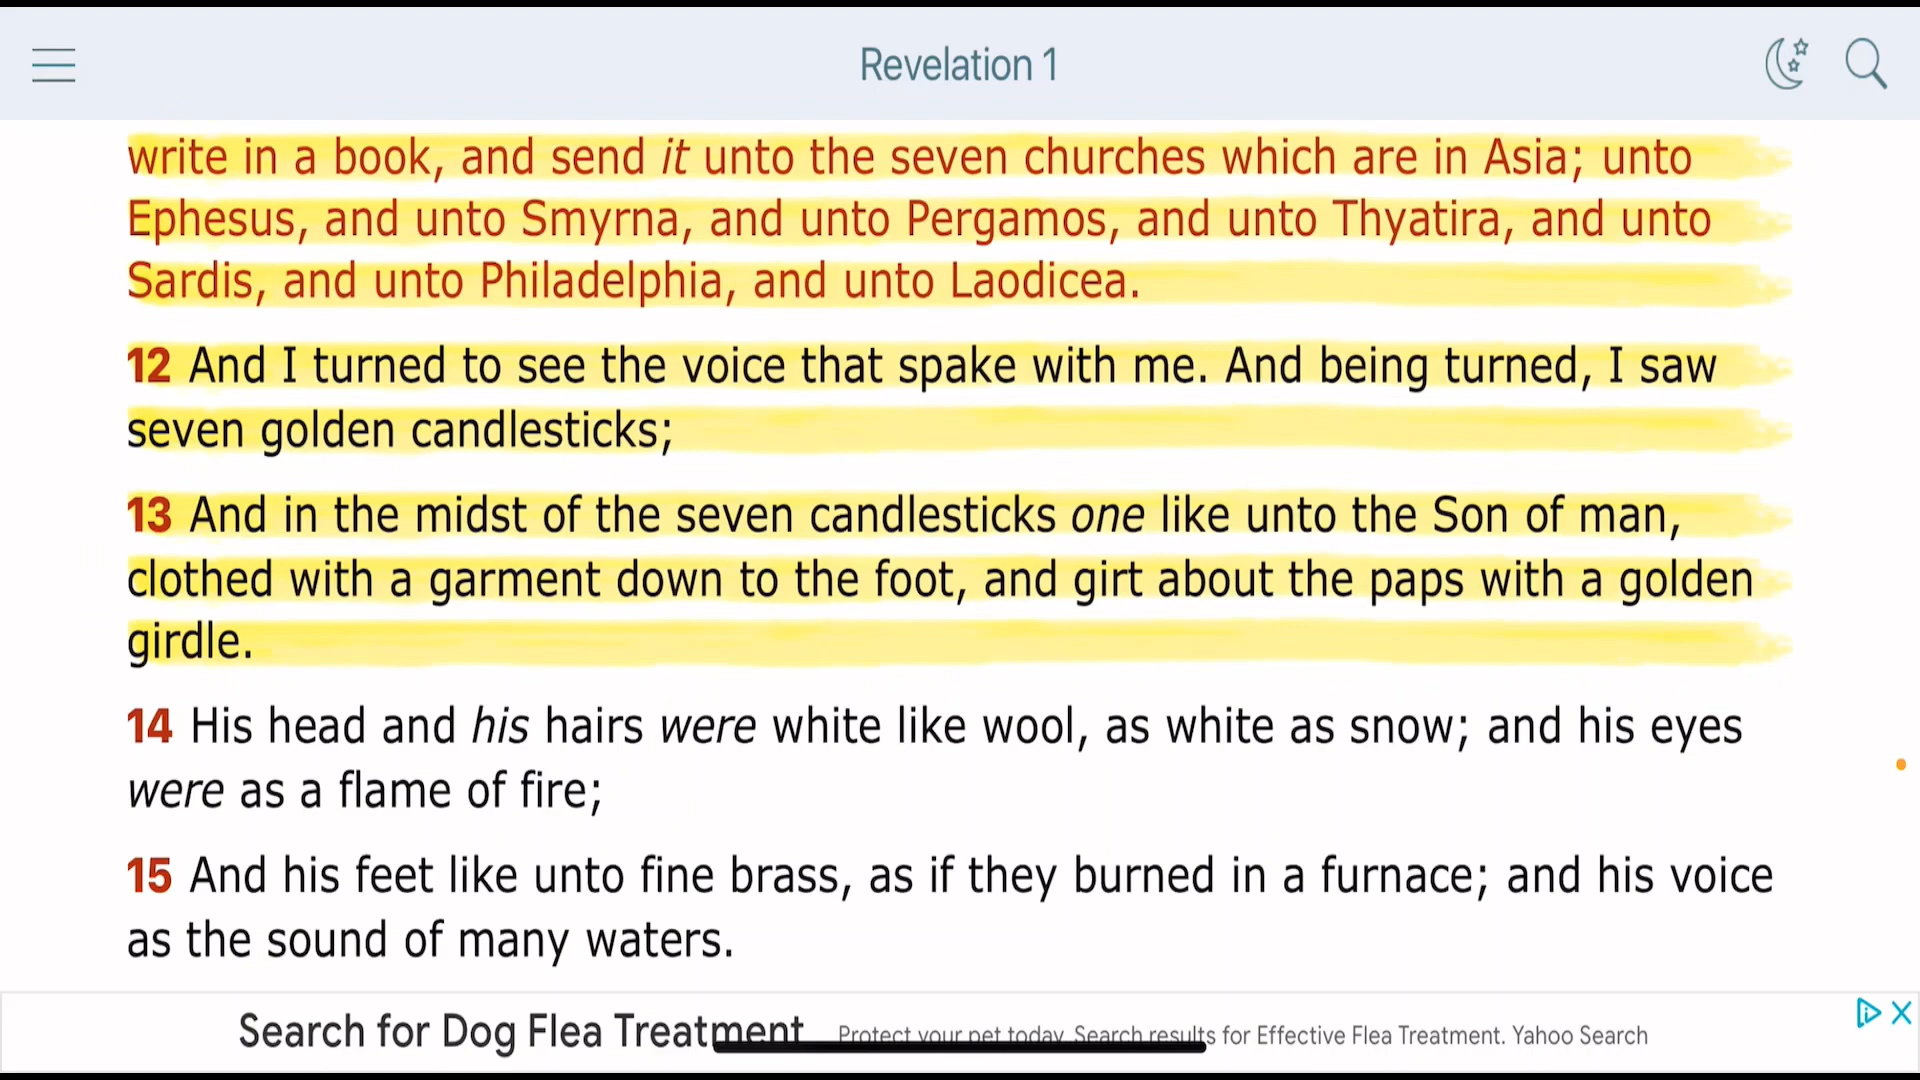 Revelation 1
write in a book, and send it unto the seven churches which are in Asia; unto
Ephesus, and unto Smyrna, and unto Pergamos, and unto Thyatira, and unto
Sardis, and unto Philadelphia, and unto Laodicea.
12 And I turned to see the voice that spake with me. And being turned, I saw
seven golden candlesticks;
13 And in the midst of the seven candlesticks one like unto the Son of man,
clothed with a garment down to the foot, and girt about the paps with a golden
girdle.
14 His head and his hairs were white like wool, as white as snow; and his eyes
were as a flame of fire;
15 And his feet like unto fine brass, as if they burned in a furnace; and his voice
as the sound of many waters.
Search for Dog Flea Treatment Protect your pet today. Search results for Effective Flea Treatment. Yahoo Search